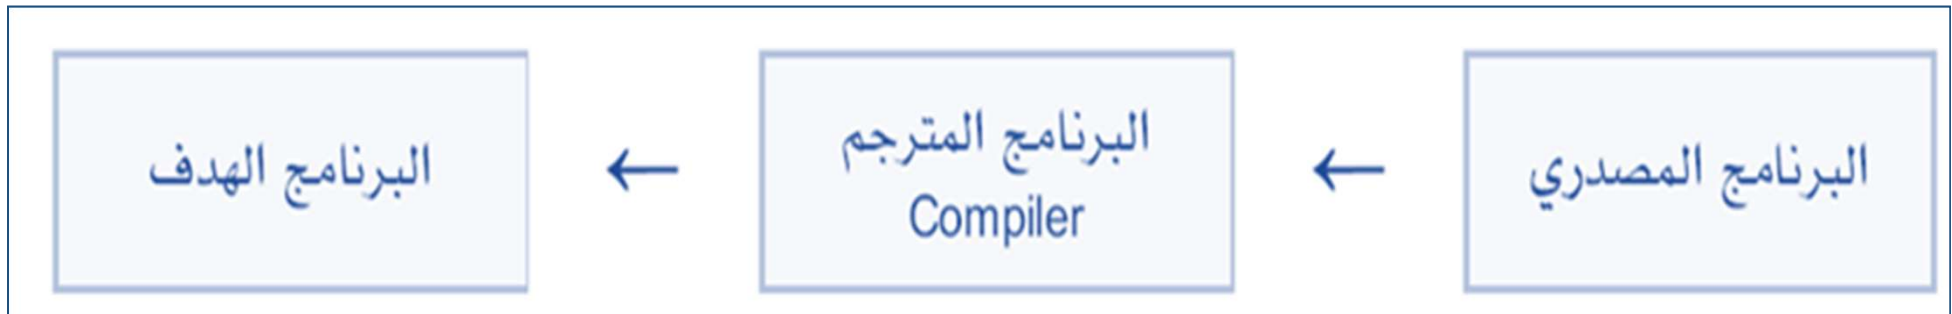 البرنامج المصدري
←
البرنامج المترجم
Compiler
←
البرنامج الهدف